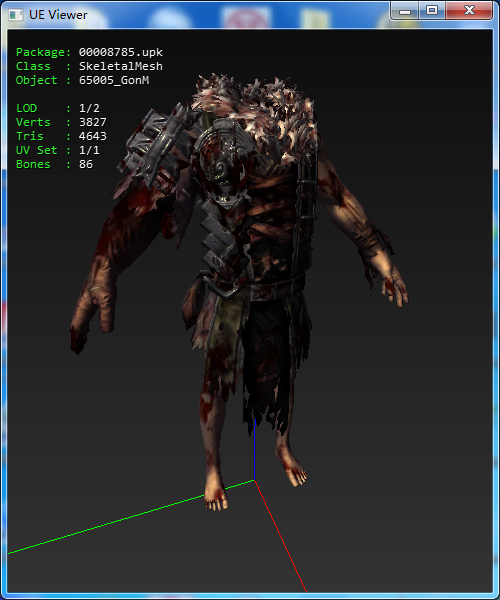 UE Viewer
Package: 00008785.upk
Class  : SkeletalMesh
Object : 65005_GonM
LOD    : 1/2
Verts  : 3827
Tris   : 4643
UV Set : 1/1
Bones  : 86